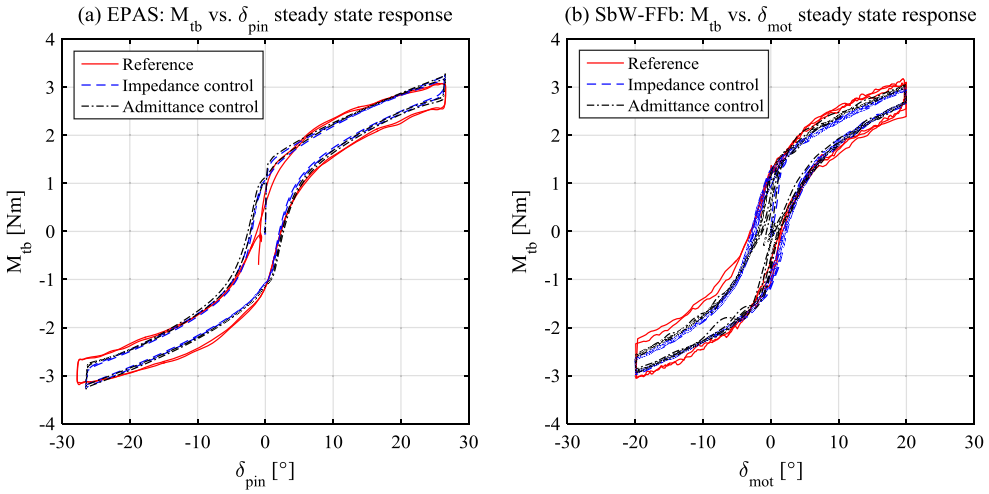 (a) EPAS: M_tb vs. δ_pin steady state response
4
3
2
1
0
-1
-2
-3
-4
M_tb [Nm]
Reference
Impedance control
Admittance control
-30 -20 -10 0 10 20 30
δ_pin [°]
(b) SbW-FFb: M_tb vs. δ_mot steady state response
4
3
2
1
0
-1
-2
-3
-4
M_tb [Nm]
Reference
Impedance control
Admittance control
-30 -20 -10 0 10 20 30
δ_mot [°]